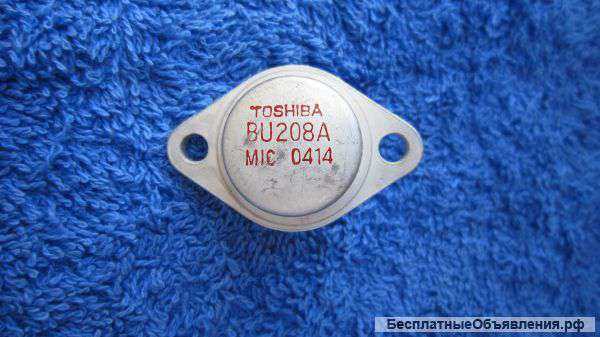 TOSHIBA
BU208A
MIC 0414
БесплатныеОбъявления.рф